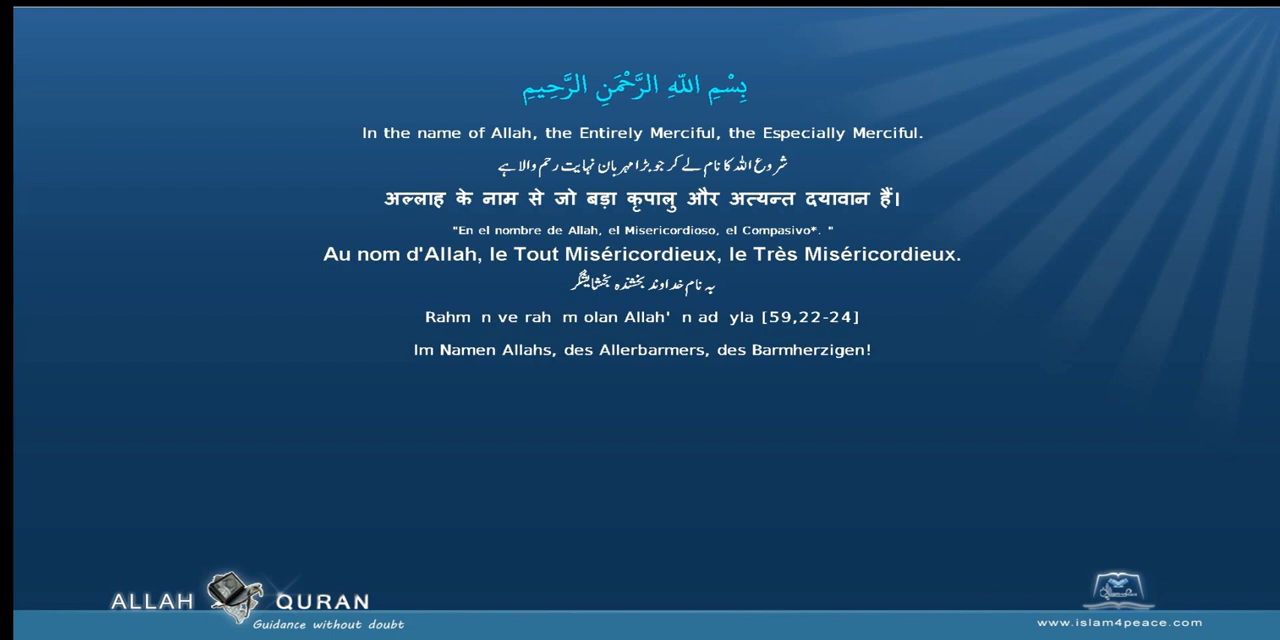 بِسْمِ اللَّهِ الرَّحْمَنِ الرَّحِيمِ
In the name of Allah, the Entirely Merciful, the Especially Merciful.
شروع الله کا نام لے کر جو بڑا مہربان نہایت رحم والا ہے
अल्लाह के नाम से जो बड़ा कृपालु और अत्यन्त दयावान हैं।
"En el nombre de Allah, el Misericordioso, el Compasivo*. "
Au nom d'Allah, le Tout Miséricordieux, le Très Miséricordieux.
به نام خداوند بخشنده بخشایشگر
Rahm n ve rah m olan Allah' n ad yla [59,22-24]
Im Namen Allahs, des Allerbarmers, des Barmherzigen!
ALLAH QURAN
Guidance without doubt
www.islam4peace.com